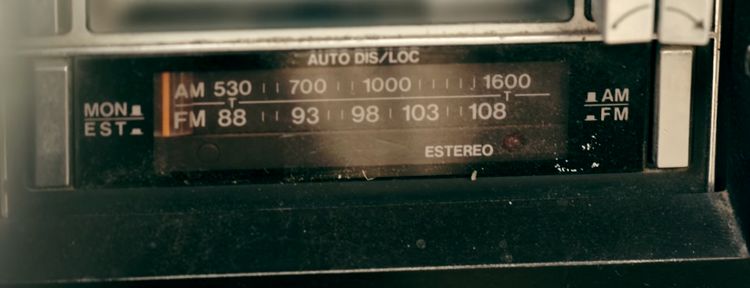 AUTO DIS/LOC
AM 530 700 1000 1600
FM 88 93 98 103 108
MON
EST
AM
FM
ESTEREO